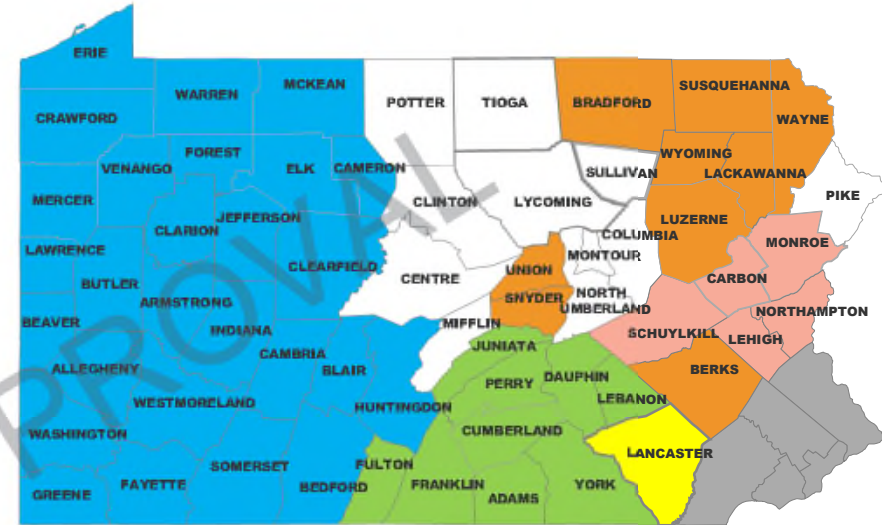 ERIE
WARREN
MCKEAN
POTTER
TIOGA
BRADFORD
SUSQUEHANNA
WAYNE
CRAWFORD
VENANGO
FOREST
ELK
CAMERON
SULLIVAN
WYOMING
LACKAWANNA
PIKE
MERCER
CLARION
JEFFERSON
CLINTON
LYCOMING
LUZERNE
COLUMBIA
MONROE
LAWRENCE
BUTLER
CLEARFIELD
CENTRE
UNION
MONTOUR
CARBON
ARMSTRONG
SNYDER
NORTH
UMBERLAND
NORTHAMPTON
BEAVER
INDIANA
MIFFLIN
SCHUYLKILL
LEHIGH
CAMBRIA
JUNIATA
ALLEGHENY
BLAIR
PERRY
DAUPHIN
BERKS
WESTMORELAND
HUNTINGDON
LEBANON
WASHINGTON
CUMBERLAND
LANCASTER
SOMERSET
FULTON
GREENE
FAYETTE
BEDFORD
FRANKLIN
ADAMS
YORK
PROVAL